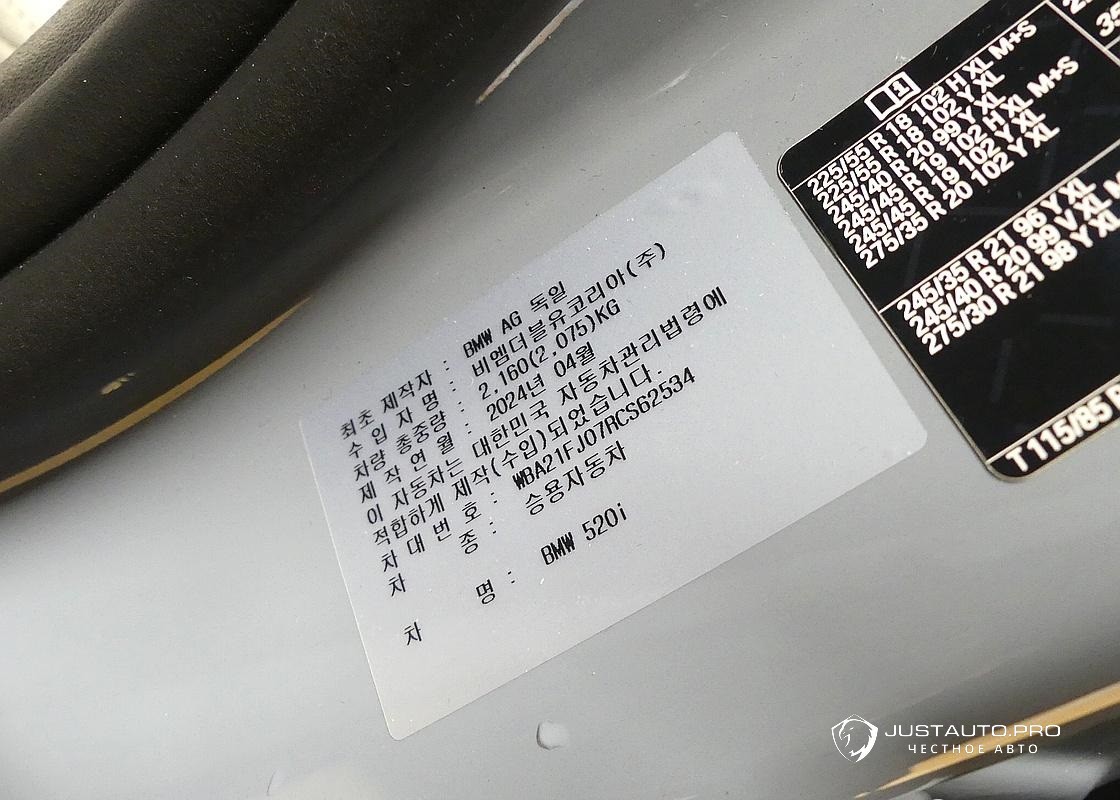 최초 제작자 : BMW AG 독일
수 입 자 명 : 비엠더블유코리아(주)
차량 총중량 : 2,160(2,075)KG
제 작 연 월 : 2024년 04월
이 자동차는 대한민국 자동차관리법령에
적합하게 제작(수입)되었습니다.
차 대 번 호 : WBA21FJ07RCS62534
차 종 : 승용자동차
차 명 : BMW 520i
225/55 R 18 102 H XL M+S
225/55 R 18 102 Y XL
245/40 R 20 99 Y XL
245/45 R 19 102 H XL M+S
245/45 R 19 102 Y XL
275/35 R 20 102 Y XL
245/35 R 21 96 Y XL
245/40 R 20 99 V XL
275/30 R 21 98 Y XL
T 115/85 R
JUSTAUTO.PRO
ЧЕСТНОЕ АВТО